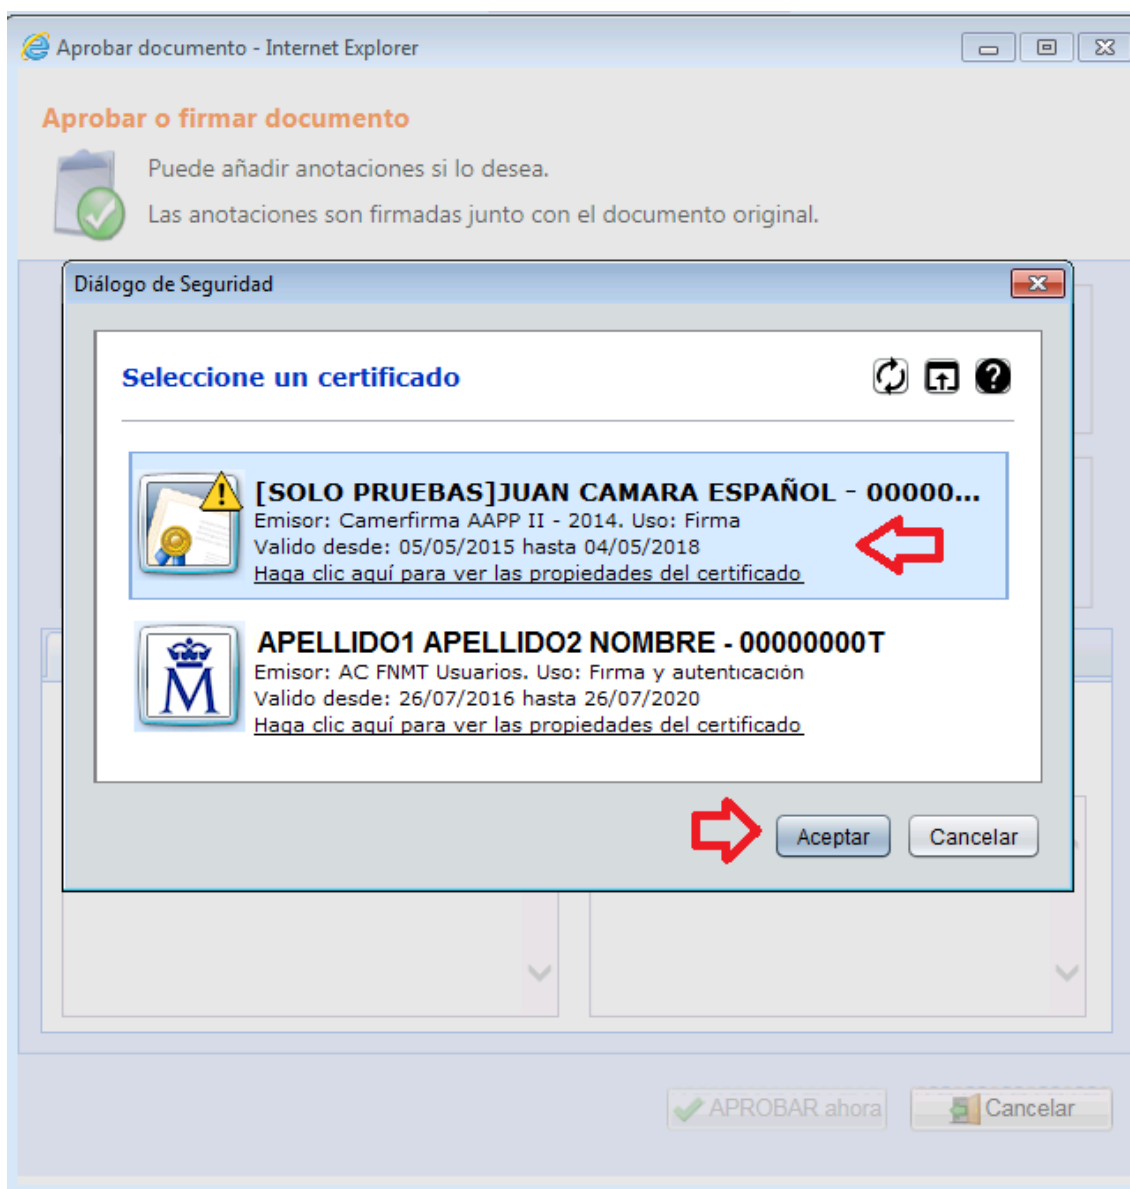 Aprobar documento - Internet Explorer
Aprobar o firmar documento
Puede añadir anotaciones si lo desea.
Las anotaciones son firmadas junto con el documento original.
Diálogo de Seguridad
Seleccione un certificado
[SOLO PRUEBAS]JUAN CAMARA ESPAÑOL - 00000...
Emisor: Camerfirma AAPP II - 2014. Uso: Firma
Valido desde: 05/05/2015 hasta 04/05/2018
Haga clic aquí para ver las propiedades del certificado
APELLIDO1 APELLIDO2 NOMBRE - 00000000T
Emisor: AC FNMT Usuarios. Uso: Firma y autenticación
Valido desde: 26/07/2016 hasta 26/07/2020
Haga clic aquí para ver las propiedades del certificado
Aceptar
Cancelar
APROBAR ahora
Cancelar